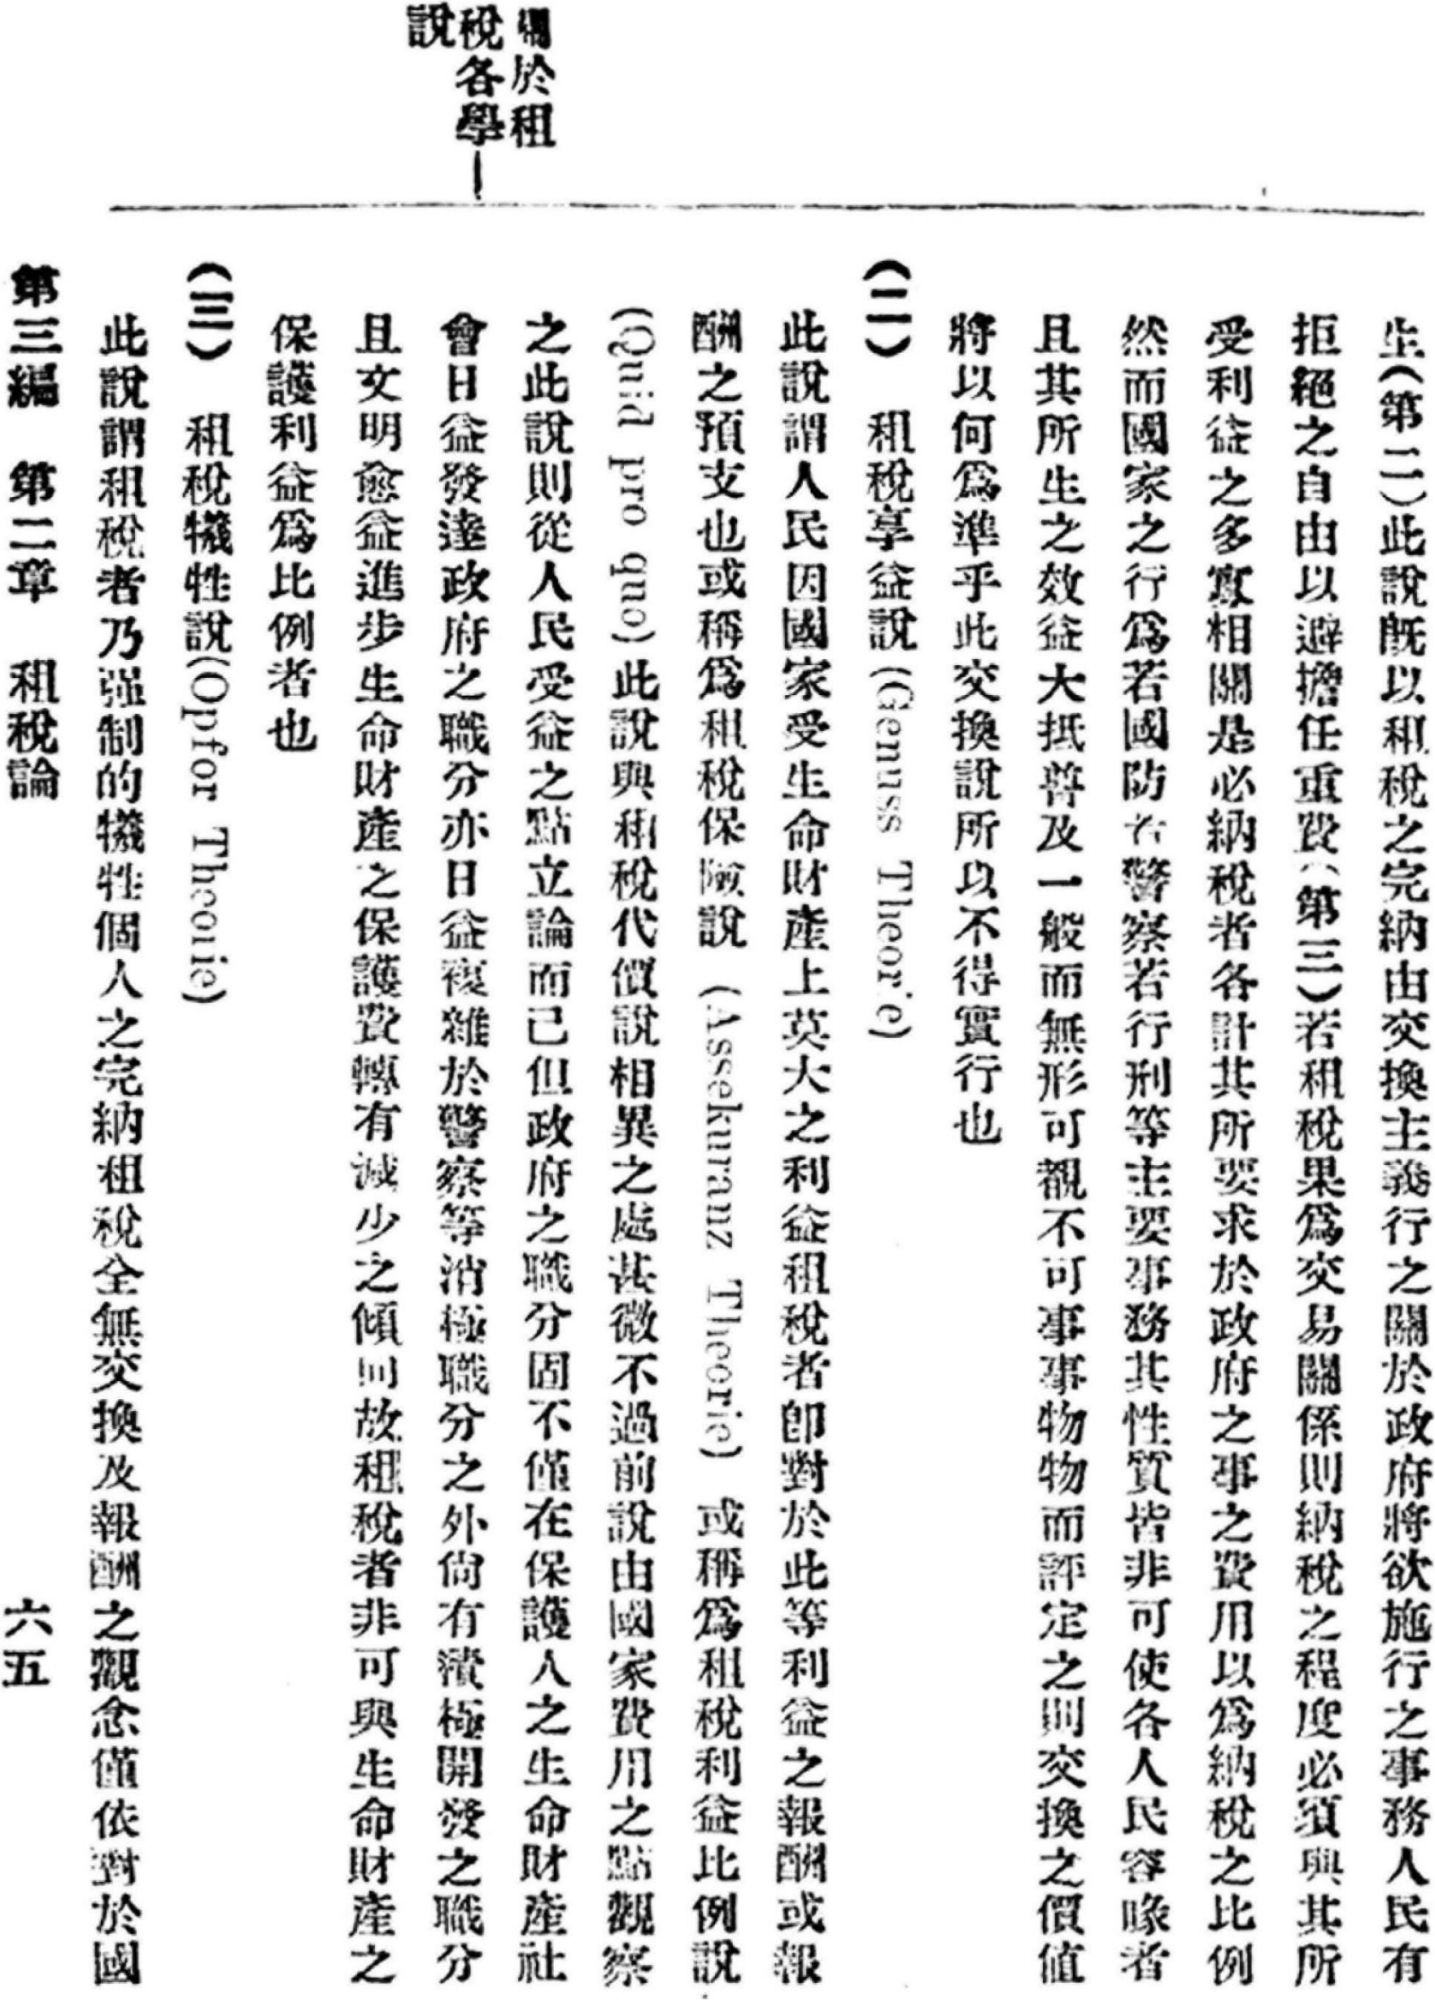 關於租
稅各學
說
生(第二)此說旣以租稅之完納由交換主義行之關於政府將欲施行之事務人民有
拒絕之自由以避擔任重費(第三)若租稅果爲交易關係則納稅之程度必須與其所
受利益之多寡相關是必納稅者各計其所要求於政府之事之費用以爲納稅之比例
然而國家之行爲若國防若警察若行刑等主要事務其性質皆非可使各人民容喙者
且其所生之效益大抵普及一般而無形可覩不可事事物物而評定之則交換之價値
將以何爲準乎此交換說所以不得實行也
(二) 租稅享益說(Genuss Theorie)
此說謂人民因國家受生命財產上莫大之利益租稅者卽對於此等利益之報酬或報
酬之預支也或稱爲租稅保險說 (Assekuranz Theorie) 或稱爲租稅利益比例說
(Quid pro quo)此說與租稅代價說相異之處甚微不過前說由國家費用之點觀察
之此說則從人民受益之點立論而已但政府之職分固不僅在保護人之生命財產社
會日益發達政府之職分亦日益複雜於警察等消極職分之外尙有積極開發之職分
且文明愈益進步生命財產之保護費轉有減少之傾向故租稅者非可與生命財產之
保護利益爲比例者也
(三) 租稅犧牲說(Opfor Theorie)
此說謂租稅者乃强制的犧牲個人之完納租稅全無交換及報酬之觀念僅依對於國
第三編 第二章 租稅論 六五